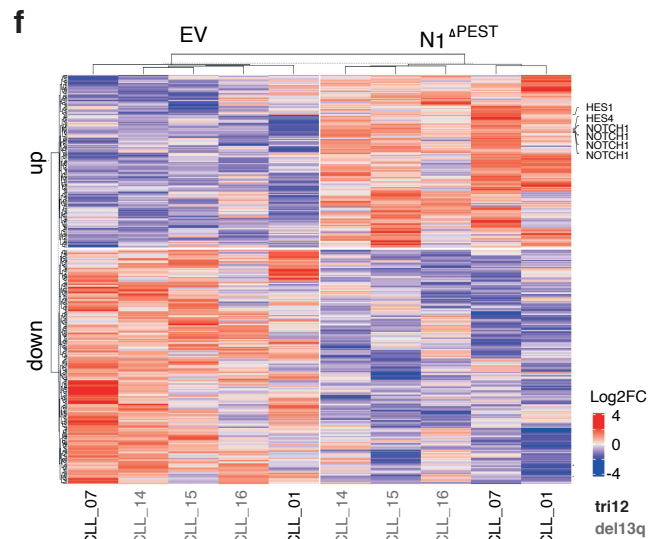 f
EV
N1ΔPEST
HES1
HES4
NOTCH1
NOTCH1
NOTCH1
NOTCH1
up
down
Log2FC
4
0
-4
tri12
del13q
CLL_07
CLL_14
CLL_15
CLL_16
CLL_01
CLL_14
CLL_15
CLL_16
CLL_07
CLL_01